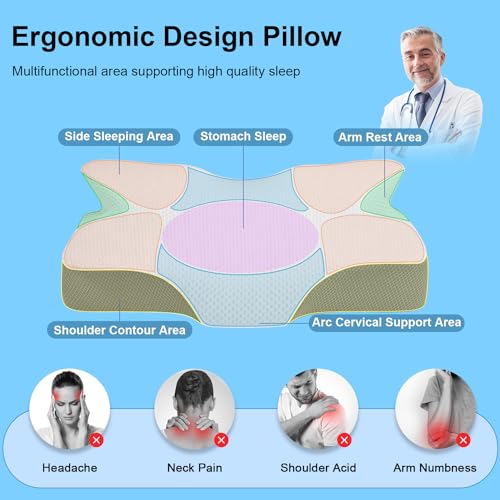 Ergonomic Design Pillow
Multifunctional area supporting high quality sleep
Side Sleeping Area
Stomach Sleep
Arm Rest Area
Shoulder Contour Area
Arc Cervical Support Area
Headache
Neck Pain
Shoulder Acid
Arm Numbness